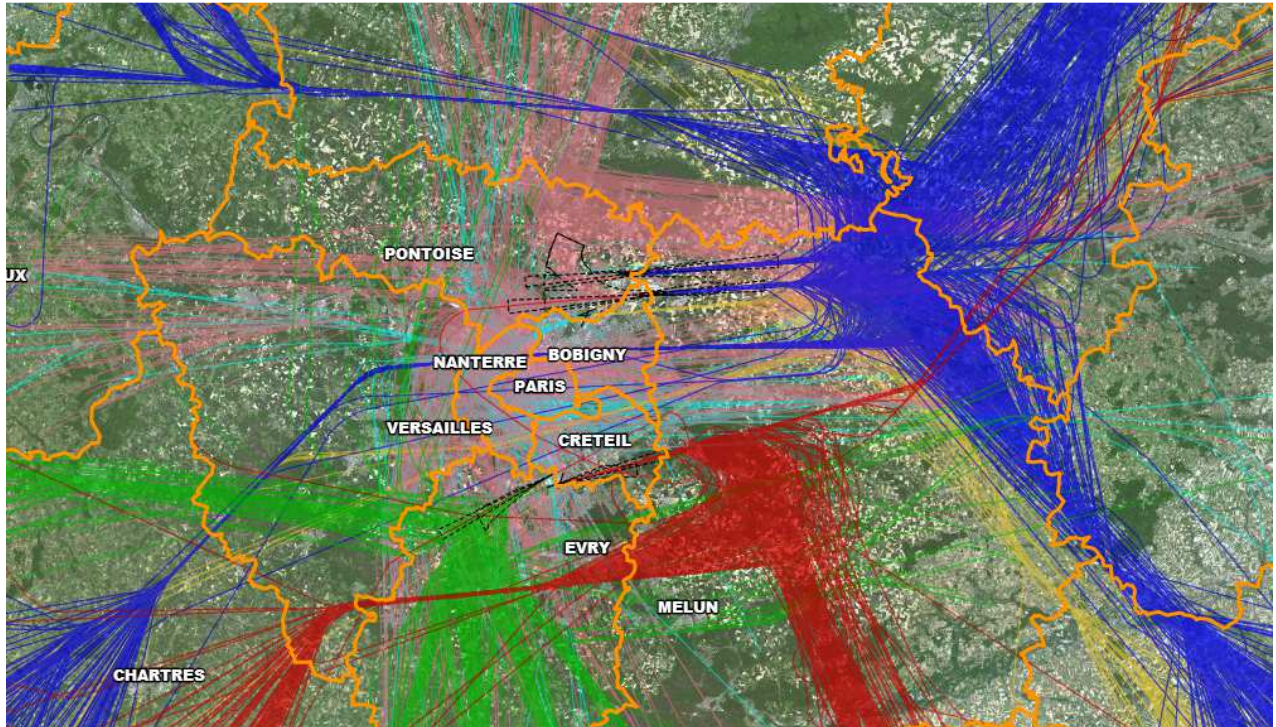 PONTOISE
UX
NANTERRE
BOBIGNY
PARIS
VERSAILLES
CRETEIL
EVRY
MELUN
CHARTRES